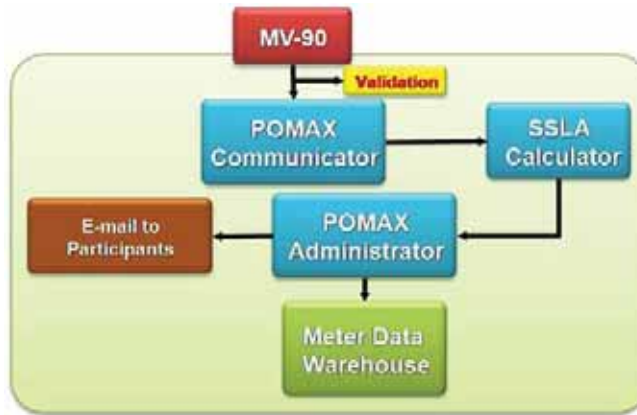 MV-90
Validation
POMAX
Communicator
SSLA
Calculator
E-mail to
Participants
POMAX
Administrator
Meter Data
Warehouse